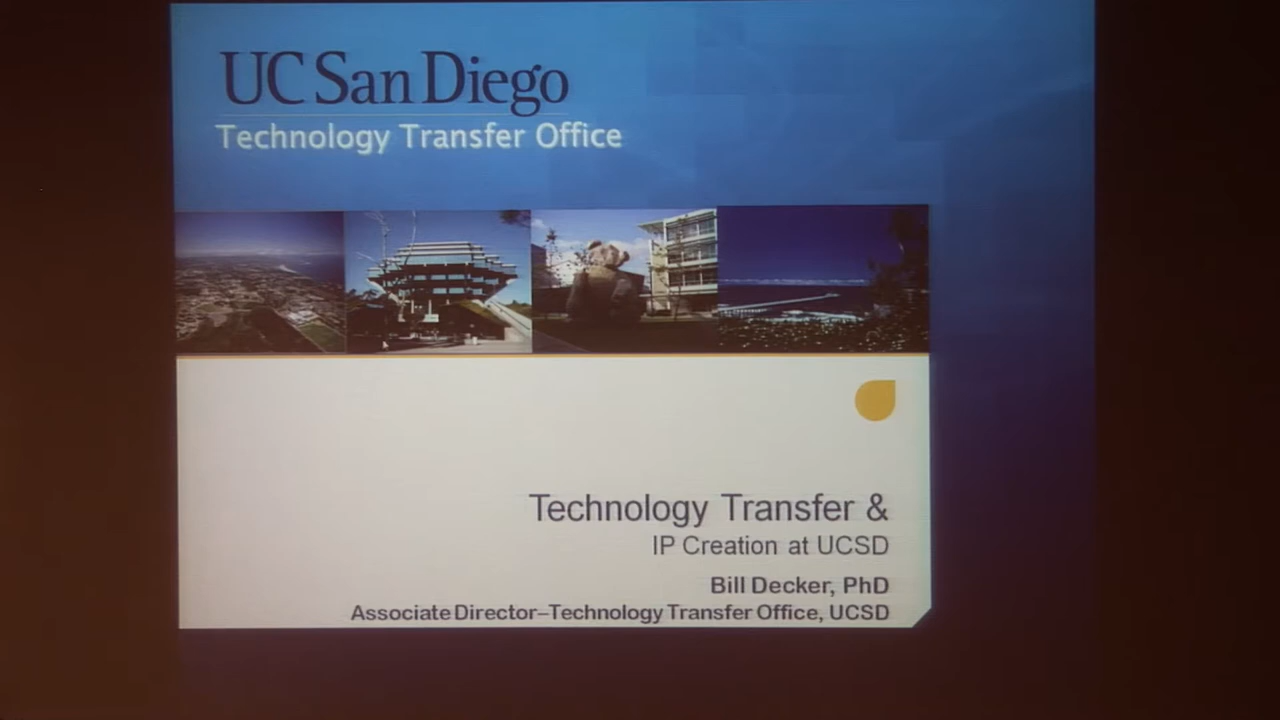 UC San Diego
Technology Transfer Office
Technology Transfer &
IP Creation at UCSD
Bill Decker, PhD
Associate Director–Technology Transfer Office, UCSD